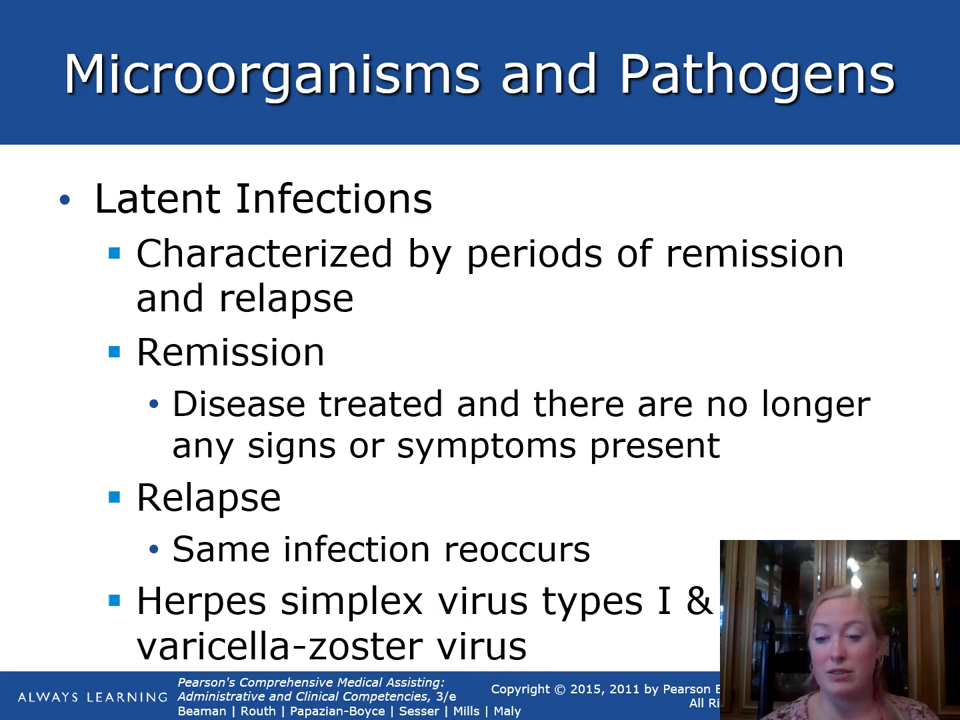 Microorganisms and Pathogens
• Latent Infections
▪ Characterized by periods of remission
and relapse
▪ Remission
• Disease treated and there are no longer
any signs or symptoms present
▪ Relapse
• Same infection reoccurs
▪ Herpes simplex virus types I &
varicella-zoster virus
ALWAYS LEARNING
Pearson's Comprehensive Medical Assisting:
Administrative and Clinical Competencies, 3/e
Beaman | Routh | Papazian-Boyce | Sesser | Mills | Maly
Copyright © 2015, 2011 by Pearson
All